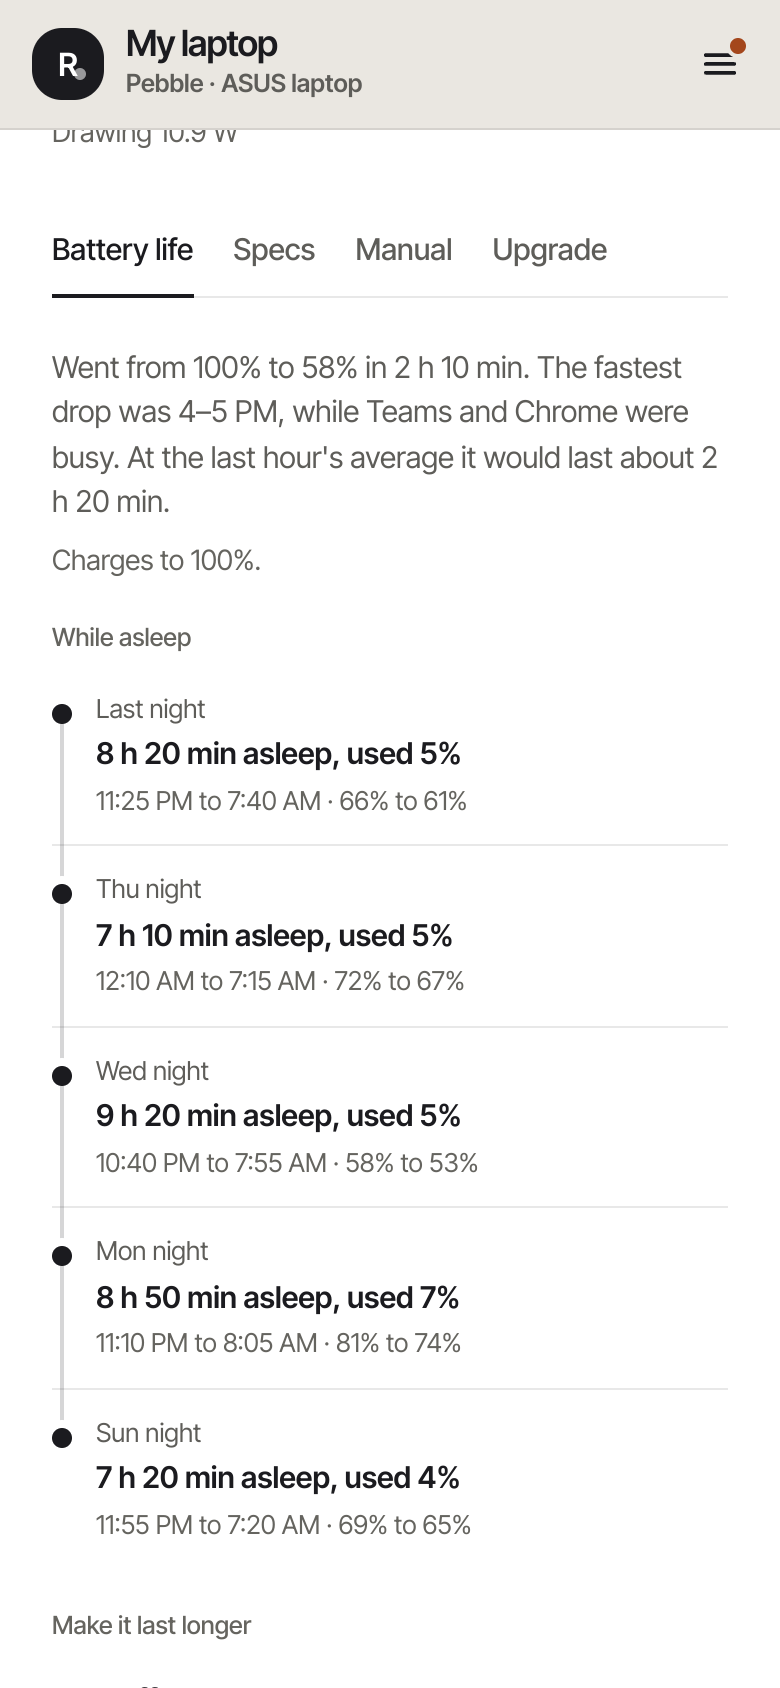 R
My laptop
Pebble · ASUS laptop
Drawing 10.9 W
Battery life Specs Manual Upgrade
Went from 100% to 58% in 2 h 10 min. The fastest
drop was 4–5 PM, while Teams and Chrome were
busy. At the last hour's average it would last about 2
h 20 min.
Charges to 100%.
While asleep
Last night
8 h 20 min asleep, used 5%
11:25 PM to 7:40 AM · 66% to 61%
Thu night
7 h 10 min asleep, used 5%
12:10 AM to 7:15 AM · 72% to 67%
Wed night
9 h 20 min asleep, used 5%
10:40 PM to 7:55 AM · 58% to 53%
Mon night
8 h 50 min asleep, used 7%
11:10 PM to 8:05 AM · 81% to 74%
Sun night
7 h 20 min asleep, used 4%
11:55 PM to 7:20 AM · 69% to 65%
Make it last longer